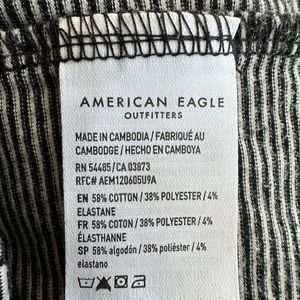 AMERICAN EAGLE
OUTFITTERS
MADE IN CAMBODIA / FABRIQUÉ AU
CAMBODGE / HECHO EN CAMBOYA
RN 54485 / CA 03873
RFC# AEM120605U9A
EN 58% COTTON / 38% POLYESTER / 4%
ELASTANE
FR 58% COTON / 38% POLYESTER / 4%
ÉLASTHANNE
SP 58% algodón / 38% poliéster / 4%
elastano